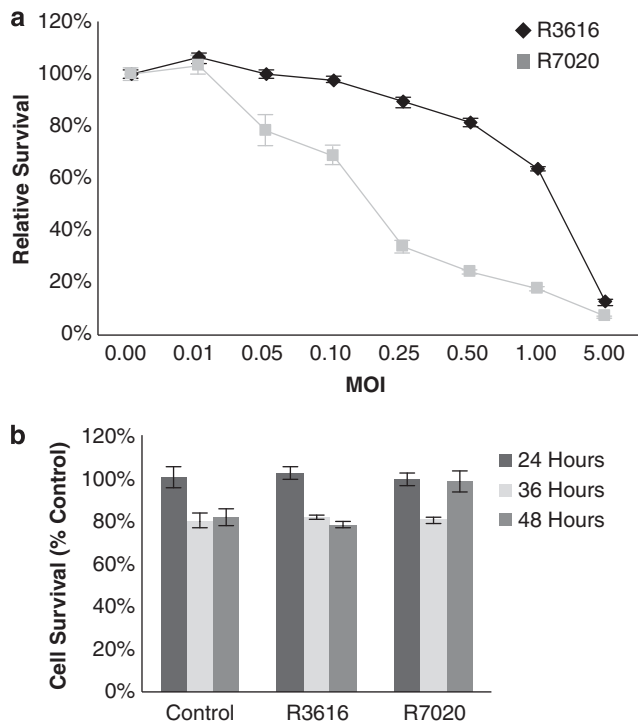 a
Relative Survival
120%
100%
80%
60%
40%
20%
0%
R3616
R7020
0.00 0.01 0.05 0.10 0.25 0.50 1.00 5.00
MOI
b
Cell Survival (% Control)
120%
100%
80%
60%
40%
20%
0%
24 Hours
36 Hours
48 Hours
Control R3616 R7020